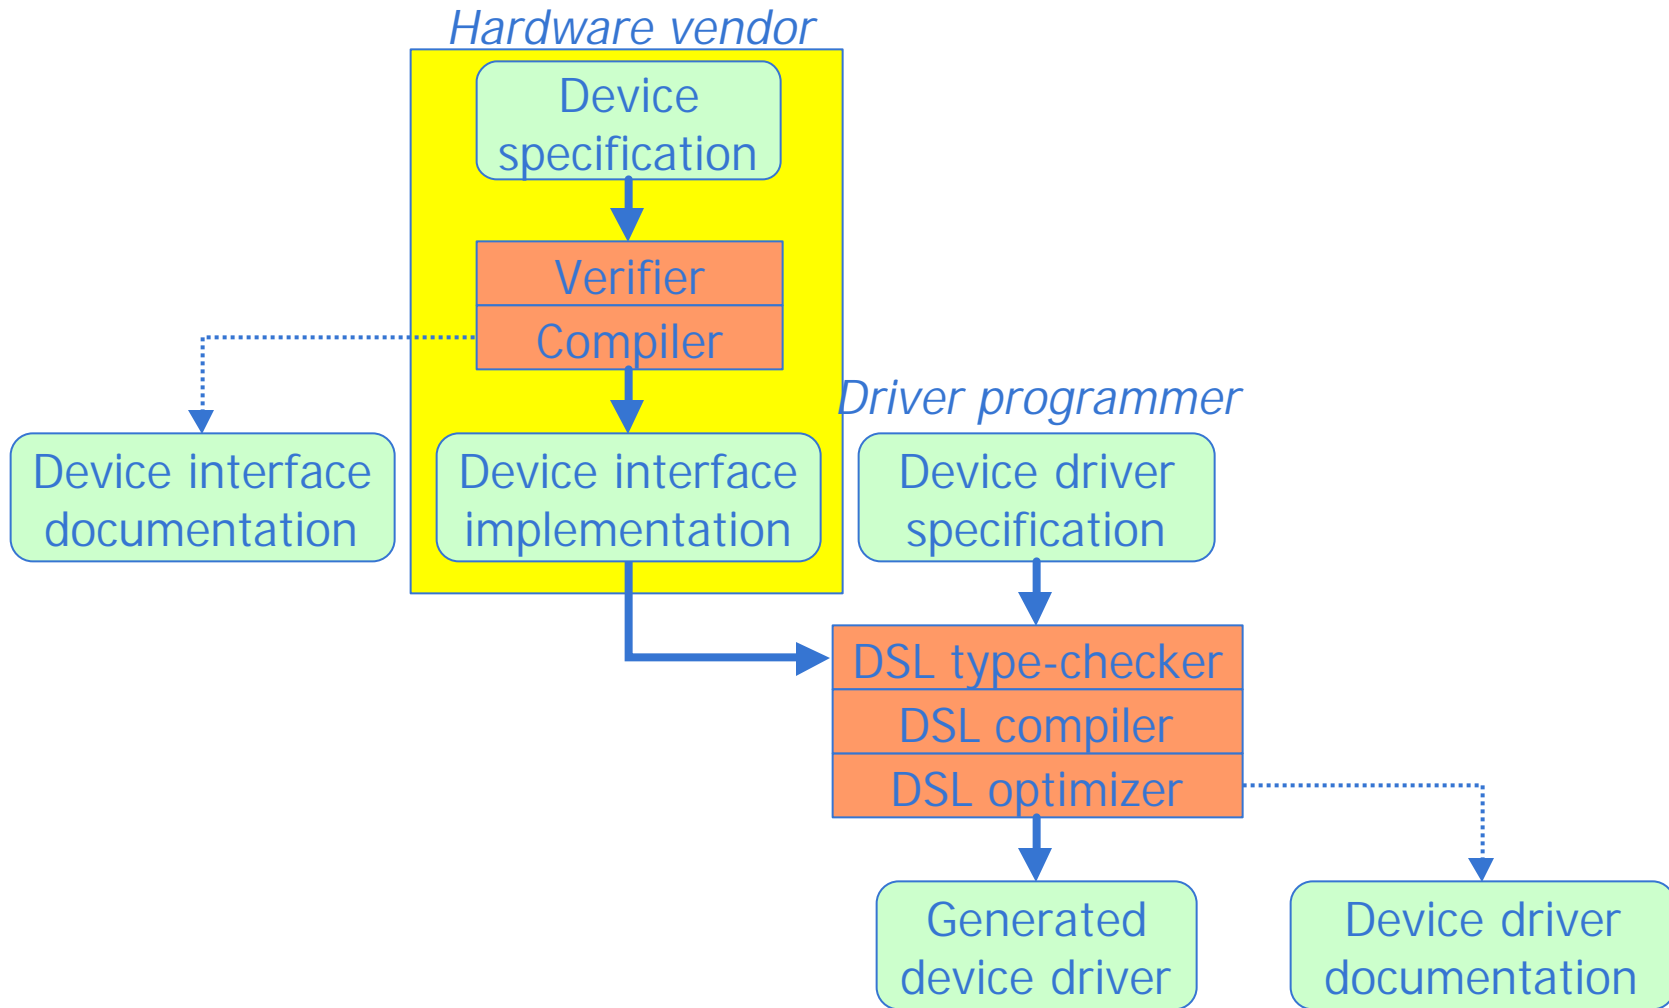 Hardware vendor
Device
specification
Verifier
Compiler
Driver programmer
Device interface
documentation
Device interface
implementation
Device driver
specification
DSL type-checker
DSL compiler
DSL optimizer
Generated
device driver
Device driver
documentation